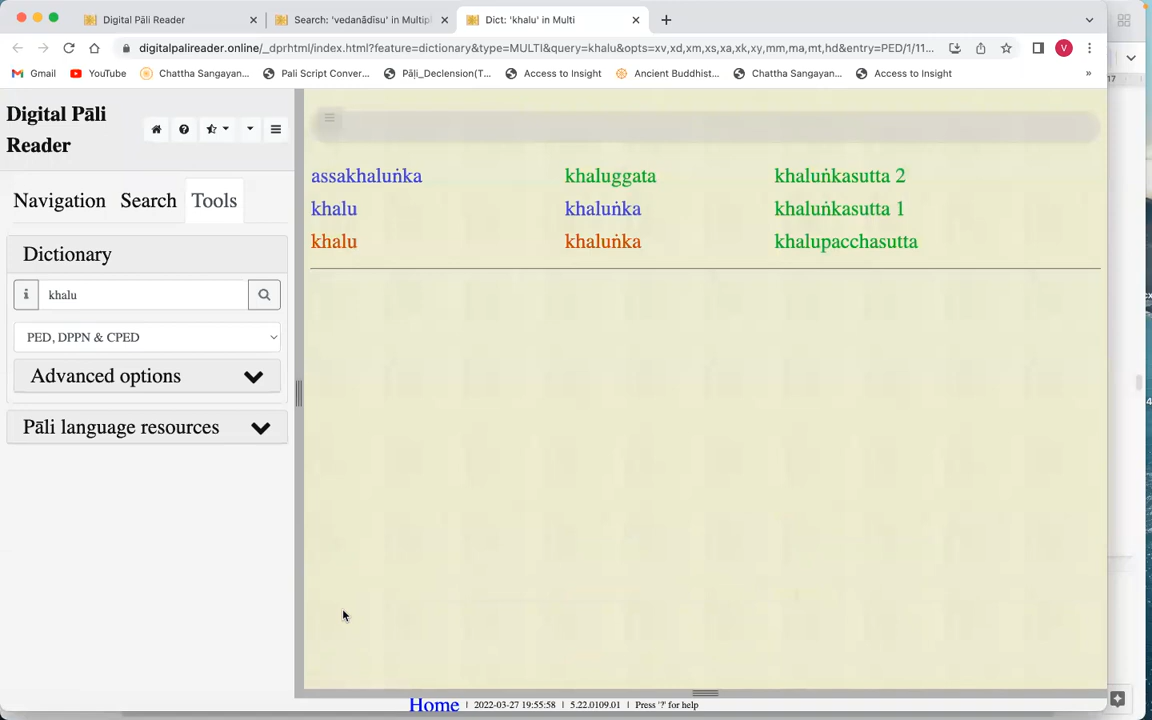 Digital Pāli Reader
Search: 'vedanādīsu' in Multipl
Dict: 'khalu' in Multi
digitalpalireader.online/_dprhtml/index.html?feature=dictionary&type=MULTI&query=khalu&opts=xv,xd,xm,xs,xa,xk,xy,mm,ma,mt,hd&entry=PED/1/11...
V
Gmail
YouTube
Chattha Sangayan...
Pali Script Conver...
Pāḷi_Declension(T...
Access to Insight
Ancient Buddhist...
Chattha Sangayan...
Access to Insight
»
17
Digital Pāli
Reader
Navigation Search Tools
Dictionary
khalu
PED, DPPN & CPED
Advanced options
Pāli language resources
assakhaluṅka khaluggata khaluṅkasutta 2
khalu khaluṅka khaluṅkasutta 1
khalu khaluṅka khalupacchasutta
Home | 2022-03-27 19:55:58 | 5.22.0109.01 | Press '?' for help